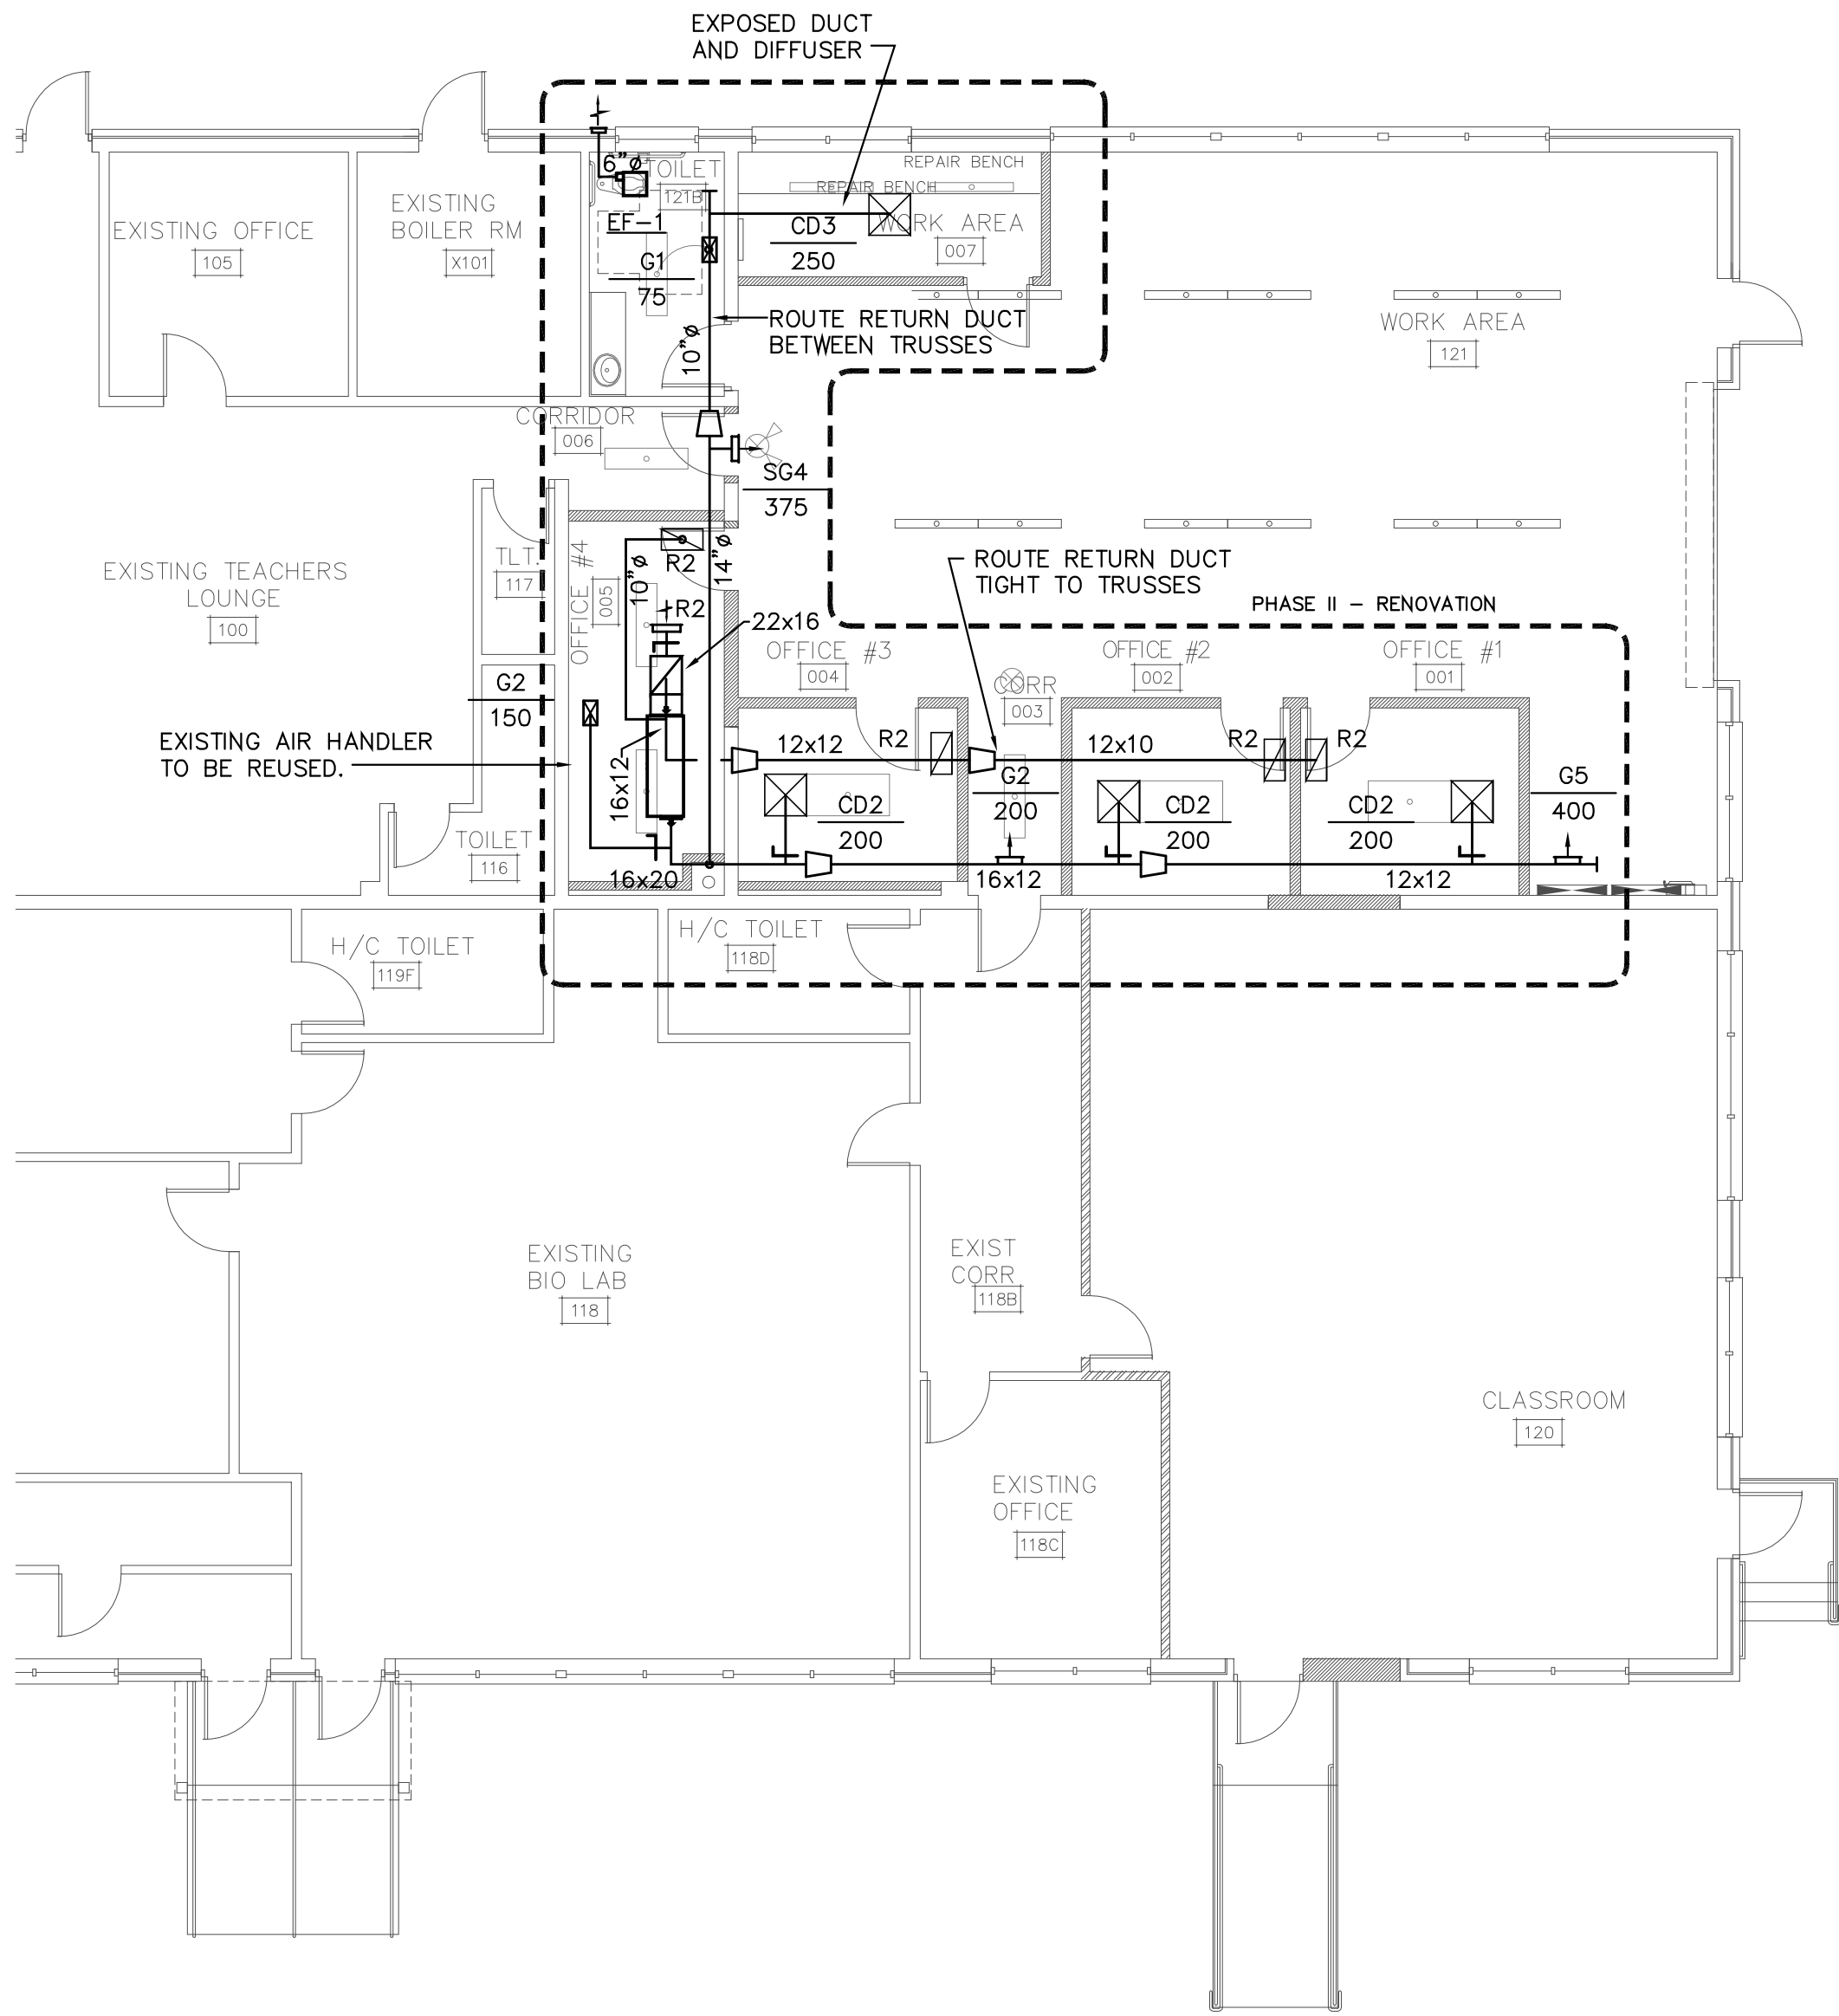 EXPOSED DUCT
AND DIFFUSER
6"ø
TOILET
121B
REPAIR BENCH
REPAIR BENCH
EXISTING OFFICE
105
EXISTING
BOILER RM
X101
EF-1
G1
75
CD3
250
WORK AREA
007
10"ø
ROUTE RETURN DUCT
BETWEEN TRUSSES
WORK AREA
121
CORRIDOR
006
SG4
375
EXISTING TEACHERS
LOUNGE
100
TLT.
117
OFFICE #4
005
10"ø
R2
14"ø
ROUTE RETURN DUCT
TIGHT TO TRUSSES
PHASE II - RENOVATION
R2
22x16
OFFICE #3
004
CORR
003
OFFICE #2
002
OFFICE #1
001
G2
150
EXISTING AIR HANDLER
TO BE REUSED.
16x12
12x12
R2
12x10
R2
R2
G2
200
CD2
200
CD2
200
CD2
200
G5
400
TOILET
116
16x20
16x12
12x12
H/C TOILET
119F
H/C TOILET
118D
EXISTING
BIO LAB
118
EXIST
CORR
118B
CLASSROOM
120
EXISTING
OFFICE
118C